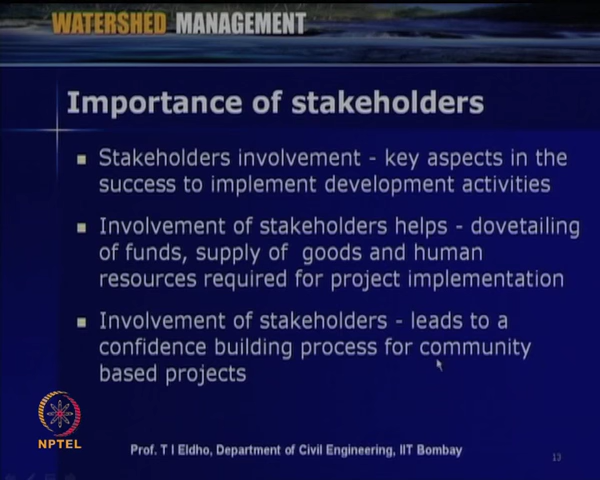 WATERSHED MANAGEMENT
Importance of stakeholders
Stakeholders involvement - key aspects in the
success to implement development activities
Involvement of stakeholders helps - dovetailing
of funds, supply of goods and human
resources required for project implementation
Involvement of stakeholders - leads to a
confidence building process for community
based projects
NPTEL
Prof. T I Eldho, Department of Civil Engineering, IIT Bombay
13